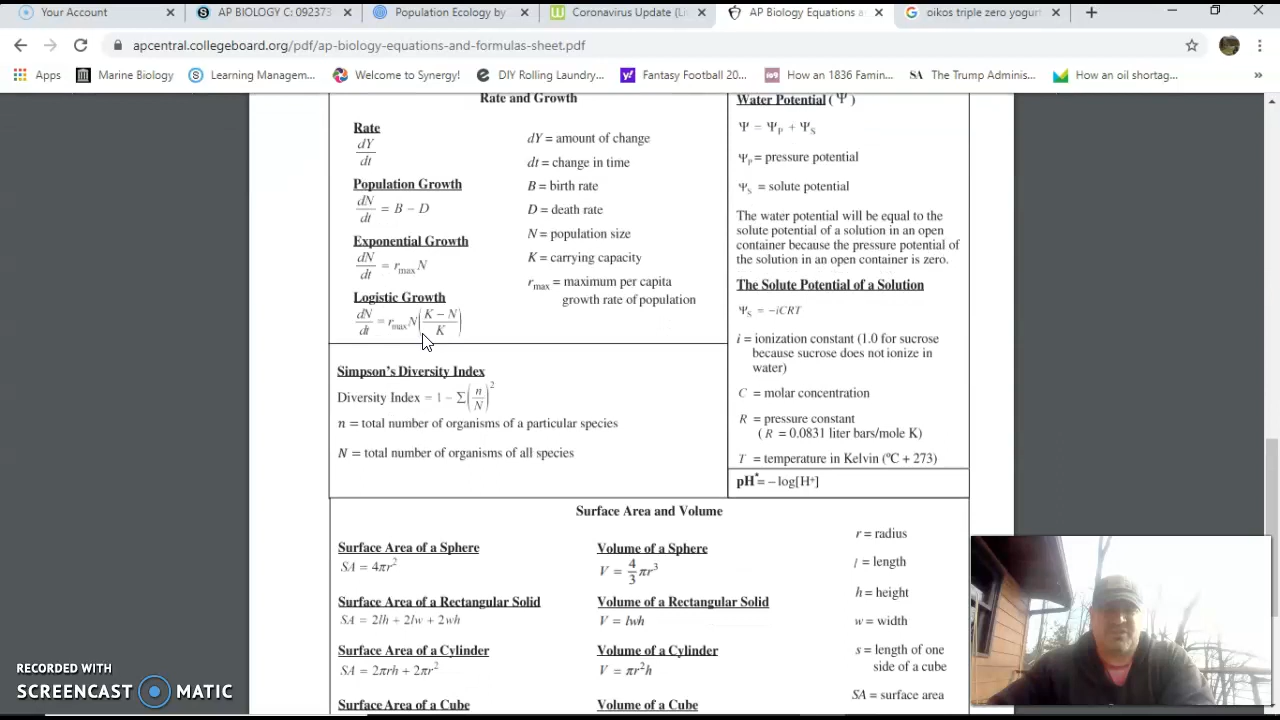 Your Account
AP BIOLOGY C: 092373
Population Ecology by
Coronavirus Update (Li
AP Biology Equations a
oikos triple zero yogurt
apcentral.collegeboard.org/pdf/ap-biology-equations-and-formulas-sheet.pdf
Apps
Marine Biology
Learning Managem...
Welcome to Synergy!
DIY Rolling Laundry...
Fantasy Football 20...
How an 1836 Famin...
The Trump Adminis...
How an oil shortag...
»
Rate and Growth
Rate
dY
dt
Population Growth
dN
dt = B – D
Exponential Growth
dN
dt = rmax N
Logistic Growth
dN
dt = rmax N(K – N
K)
dY = amount of change
dt = change in time
B = birth rate
D = death rate
N = population size
K = carrying capacity
rmax = maximum per capita
growth rate of population
Water Potential ( Ψ )
Ψ = ΨP + ΨS
ΨP = pressure potential
ΨS = solute potential
The water potential will be equal to the
solute potential of a solution in an open
container because the pressure potential of
the solution in an open container is zero.
The Solute Potential of a Solution
ΨS = –iCRT
i = ionization constant (1.0 for sucrose
because sucrose does not ionize in
water)
C = molar concentration
R = pressure constant
( R = 0.0831 liter bars/mole K)
T = temperature in Kelvin (ºC + 273)
pH* = – log[H+]
Simpson's Diversity Index
Diversity Index = 1 – Σ(n/N)²
n = total number of organisms of a particular species
N = total number of organisms of all species
Surface Area and Volume
Surface Area of a Sphere
SA = 4πr²
Surface Area of a Rectangular Solid
SA = 2lh + 2lw + 2wh
Surface Area of a Cylinder
SA = 2πrh + 2πr²
Surface Area of a Cube
Volume of a Sphere
V = 4/3 πr³
Volume of a Rectangular Solid
V = lwh
Volume of a Cylinder
V = πr²h
Volume of a Cube
r = radius
l = length
h = height
w = width
s = length of one
side of a cube
SA = surface area
RECORDED WITH
SCREENCAST MATIC